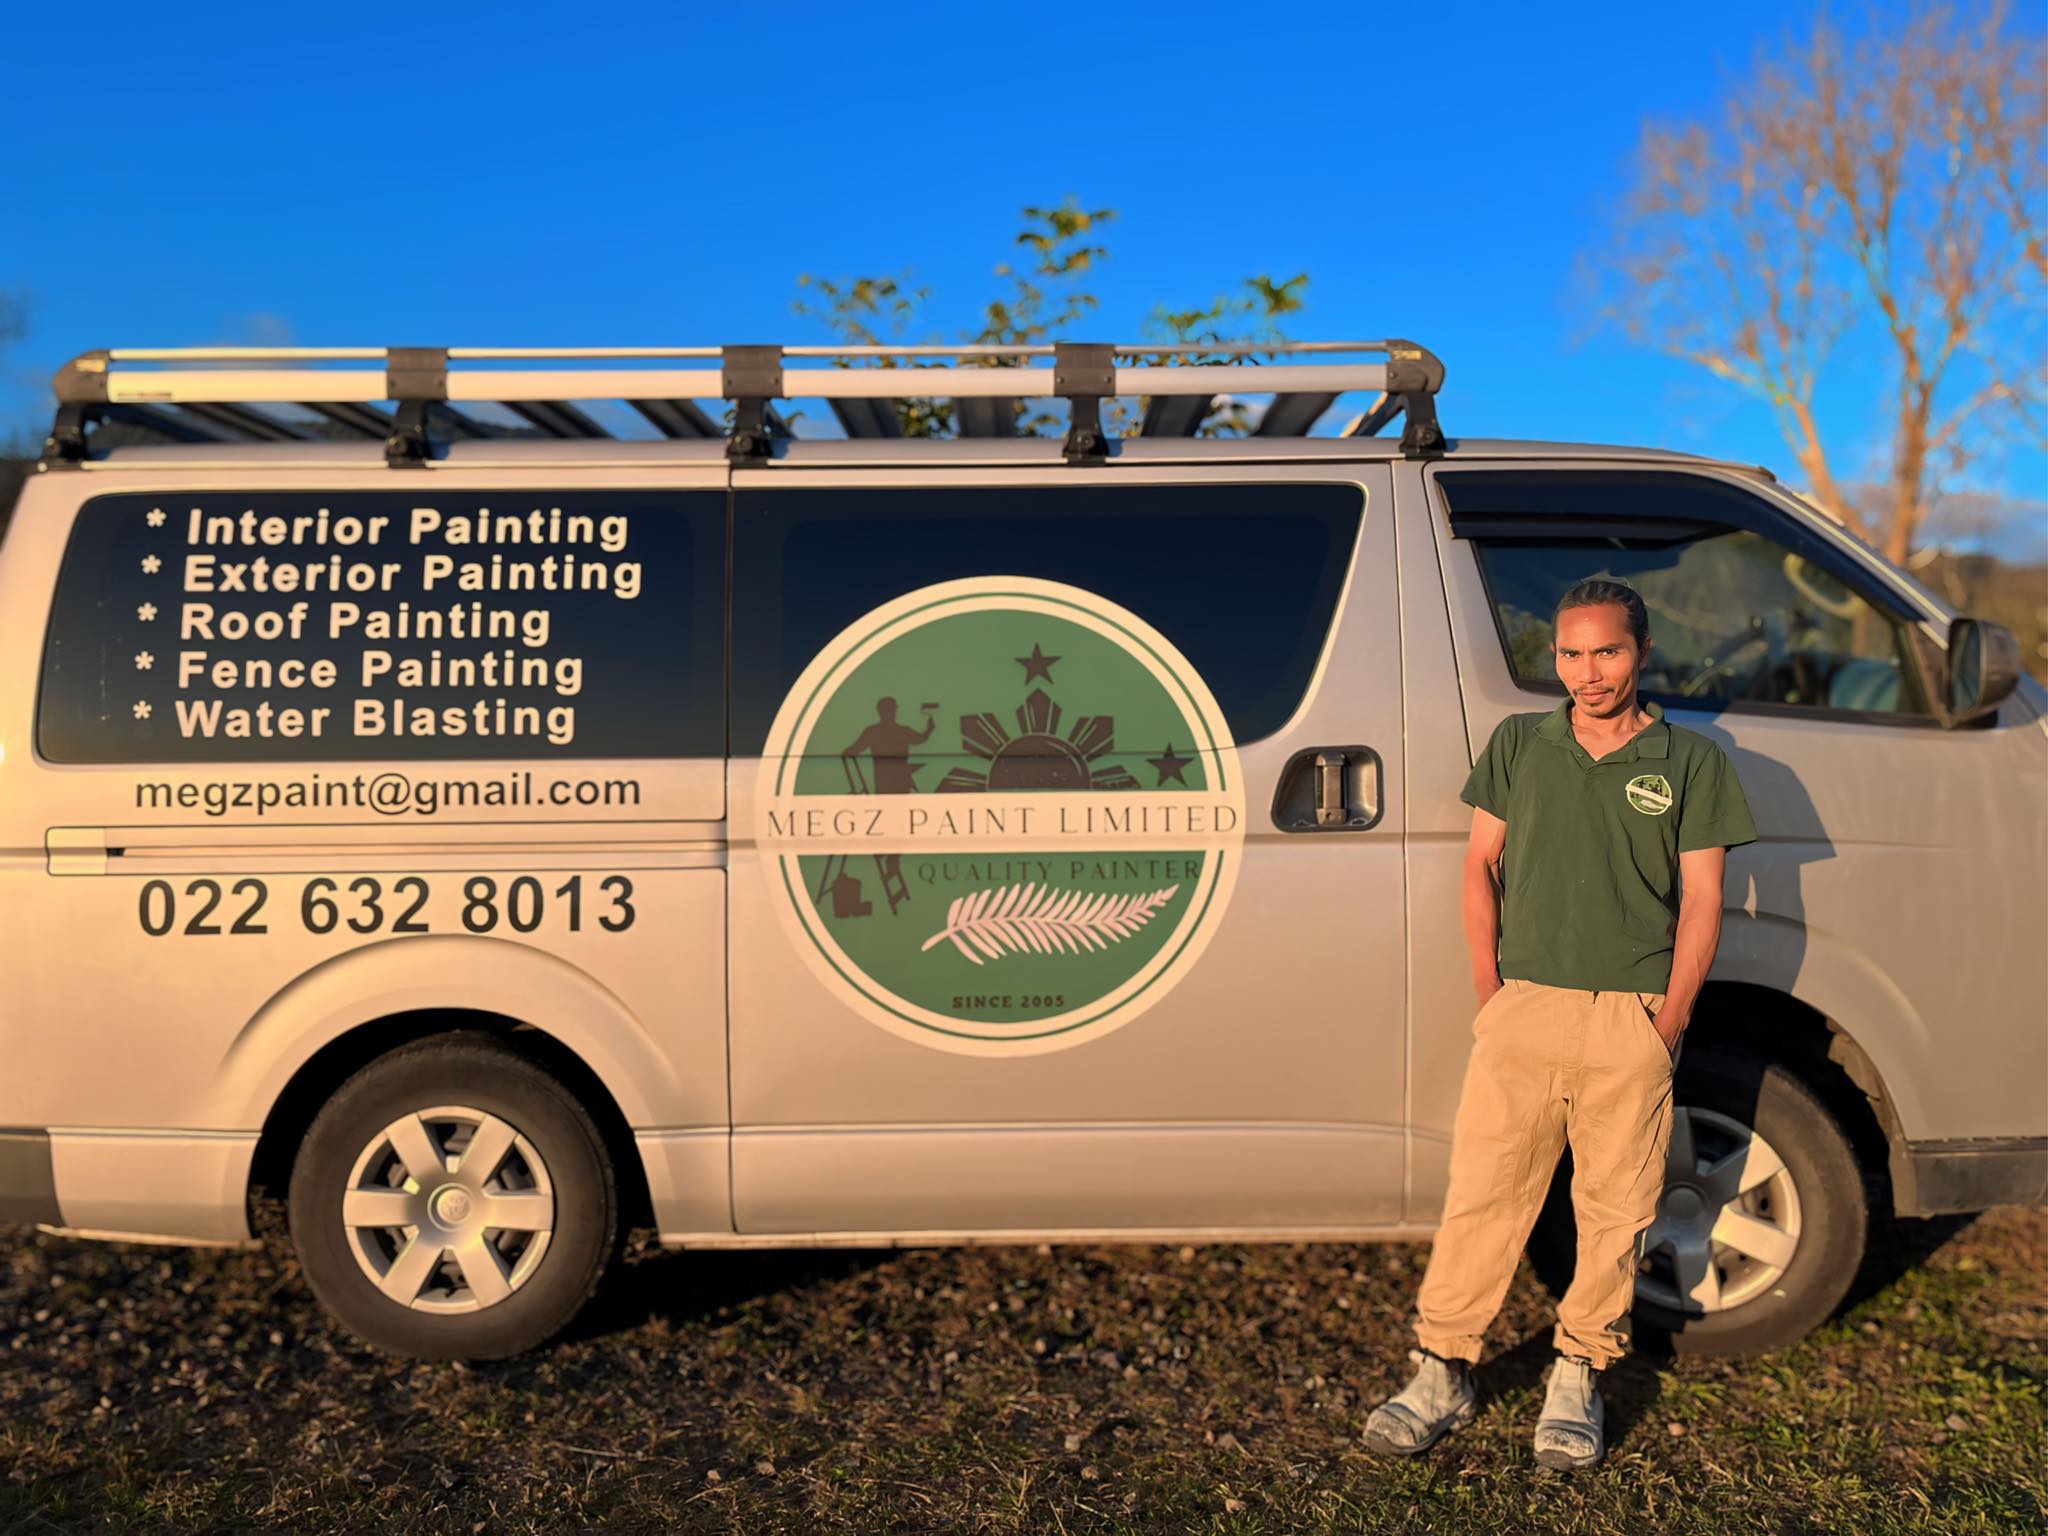 * Interior Painting
* Exterior Painting
* Roof Painting
* Fence Painting
* Water Blasting
megzpaint@gmail.com
022 632 8013
MEGZ PAINT LIMITED
QUALITY PAINTER
SINCE 2005